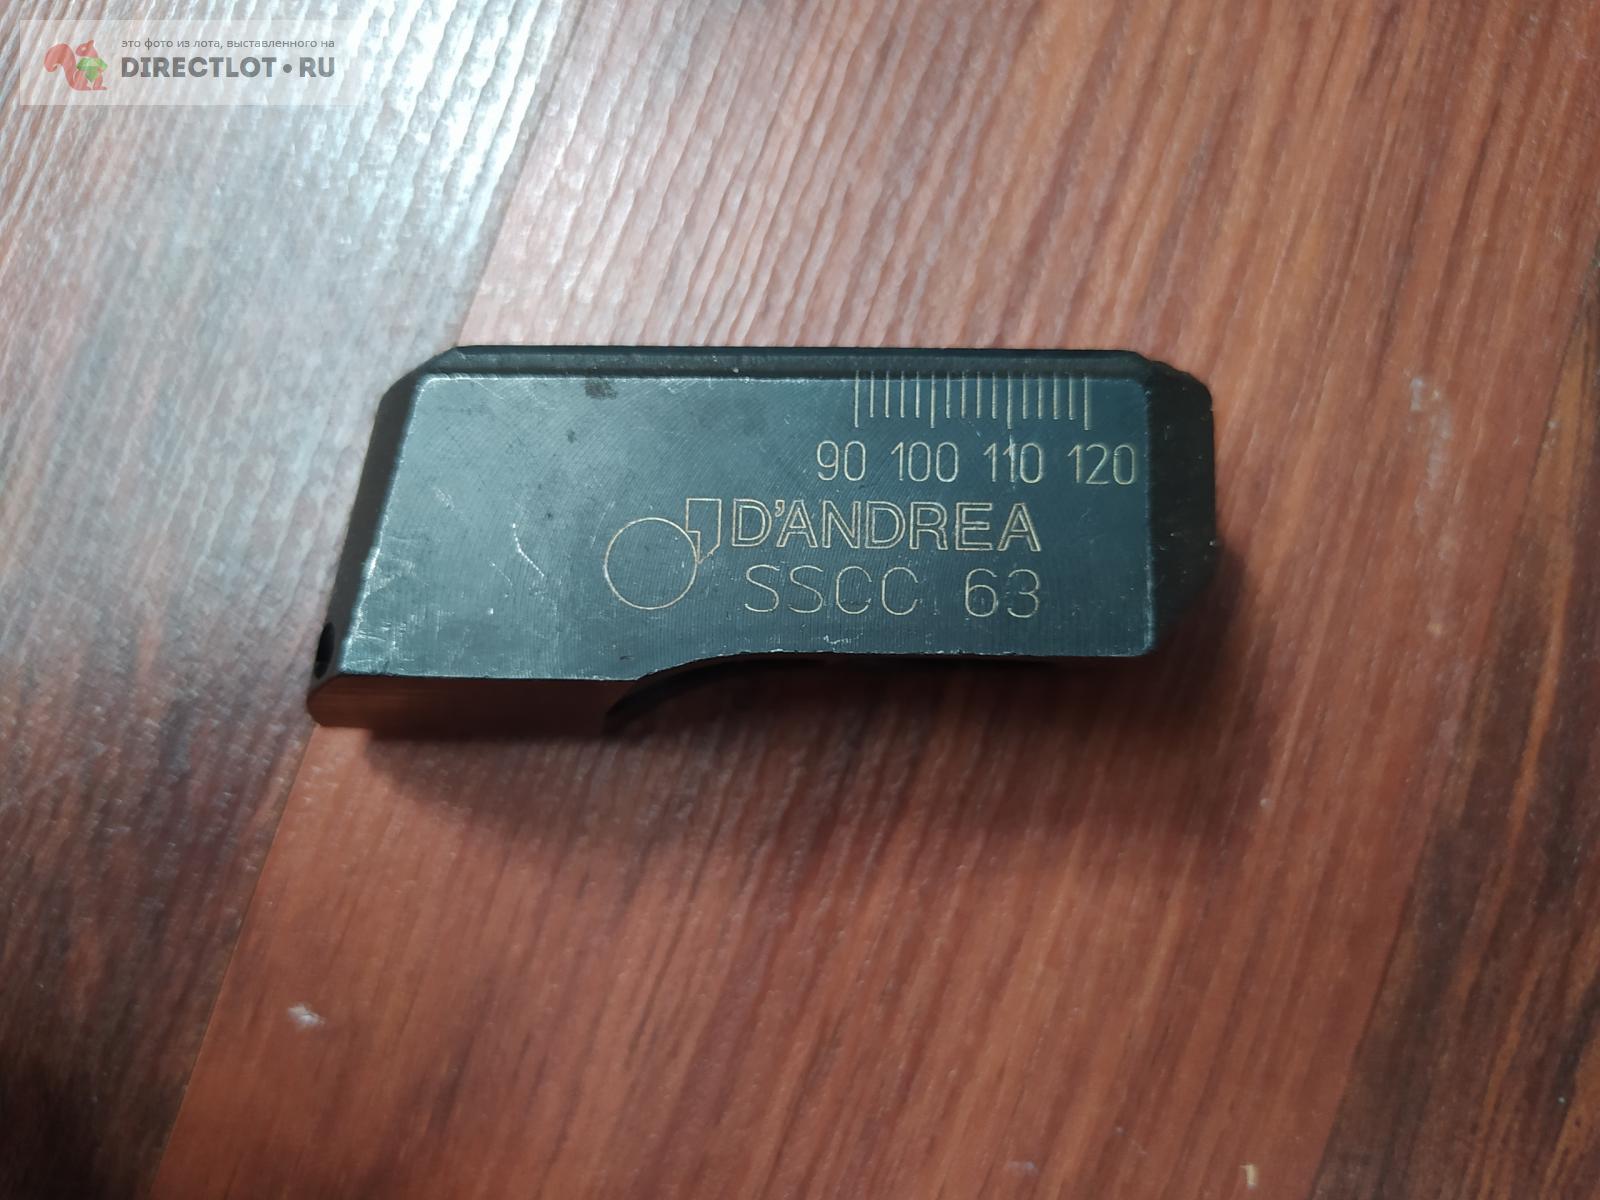 это фото из лота, выставленного на
DIRECTLOT•RU
90 100 110 120
D'ANDREA
SSCC 63